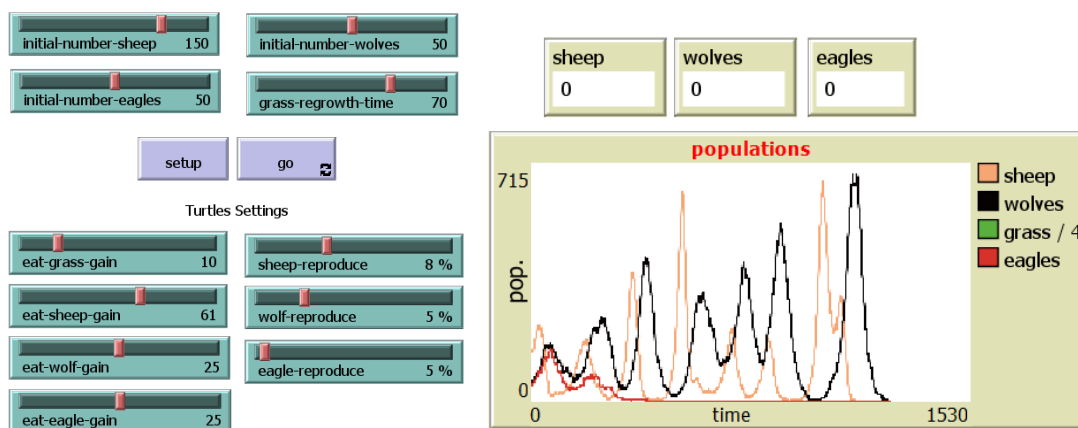 initial-number-sheep 150
initial-number-wolves 50
initial-number-eagles 50
grass-regrowth-time 70
setup
go
Turtles Settings
eat-grass-gain 10
sheep-reproduce 8 %
eat-sheep-gain 61
wolf-reproduce 5 %
eat-wolf-gain 25
eagle-reproduce 5 %
eat-eagle-gain 25
sheep
0
wolves
0
eagles
0
populations
715
pop.
0
0
time
1530
sheep
wolves
grass / 4
eagles